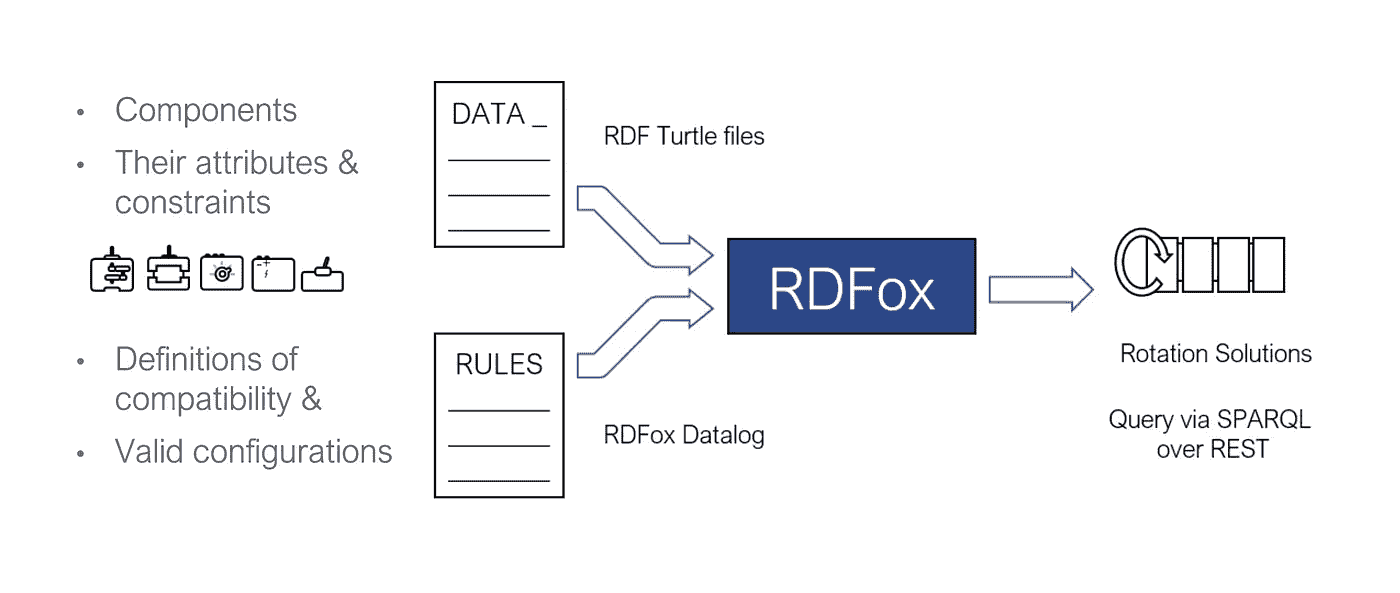 • Components
• Their attributes &
constraints
• Definitions of
compatibility &
• Valid configurations
DATA _
RDF Turtle files
RULES
RDFox Datalog
RDFox
Rotation Solutions
Query via SPARQL
over REST